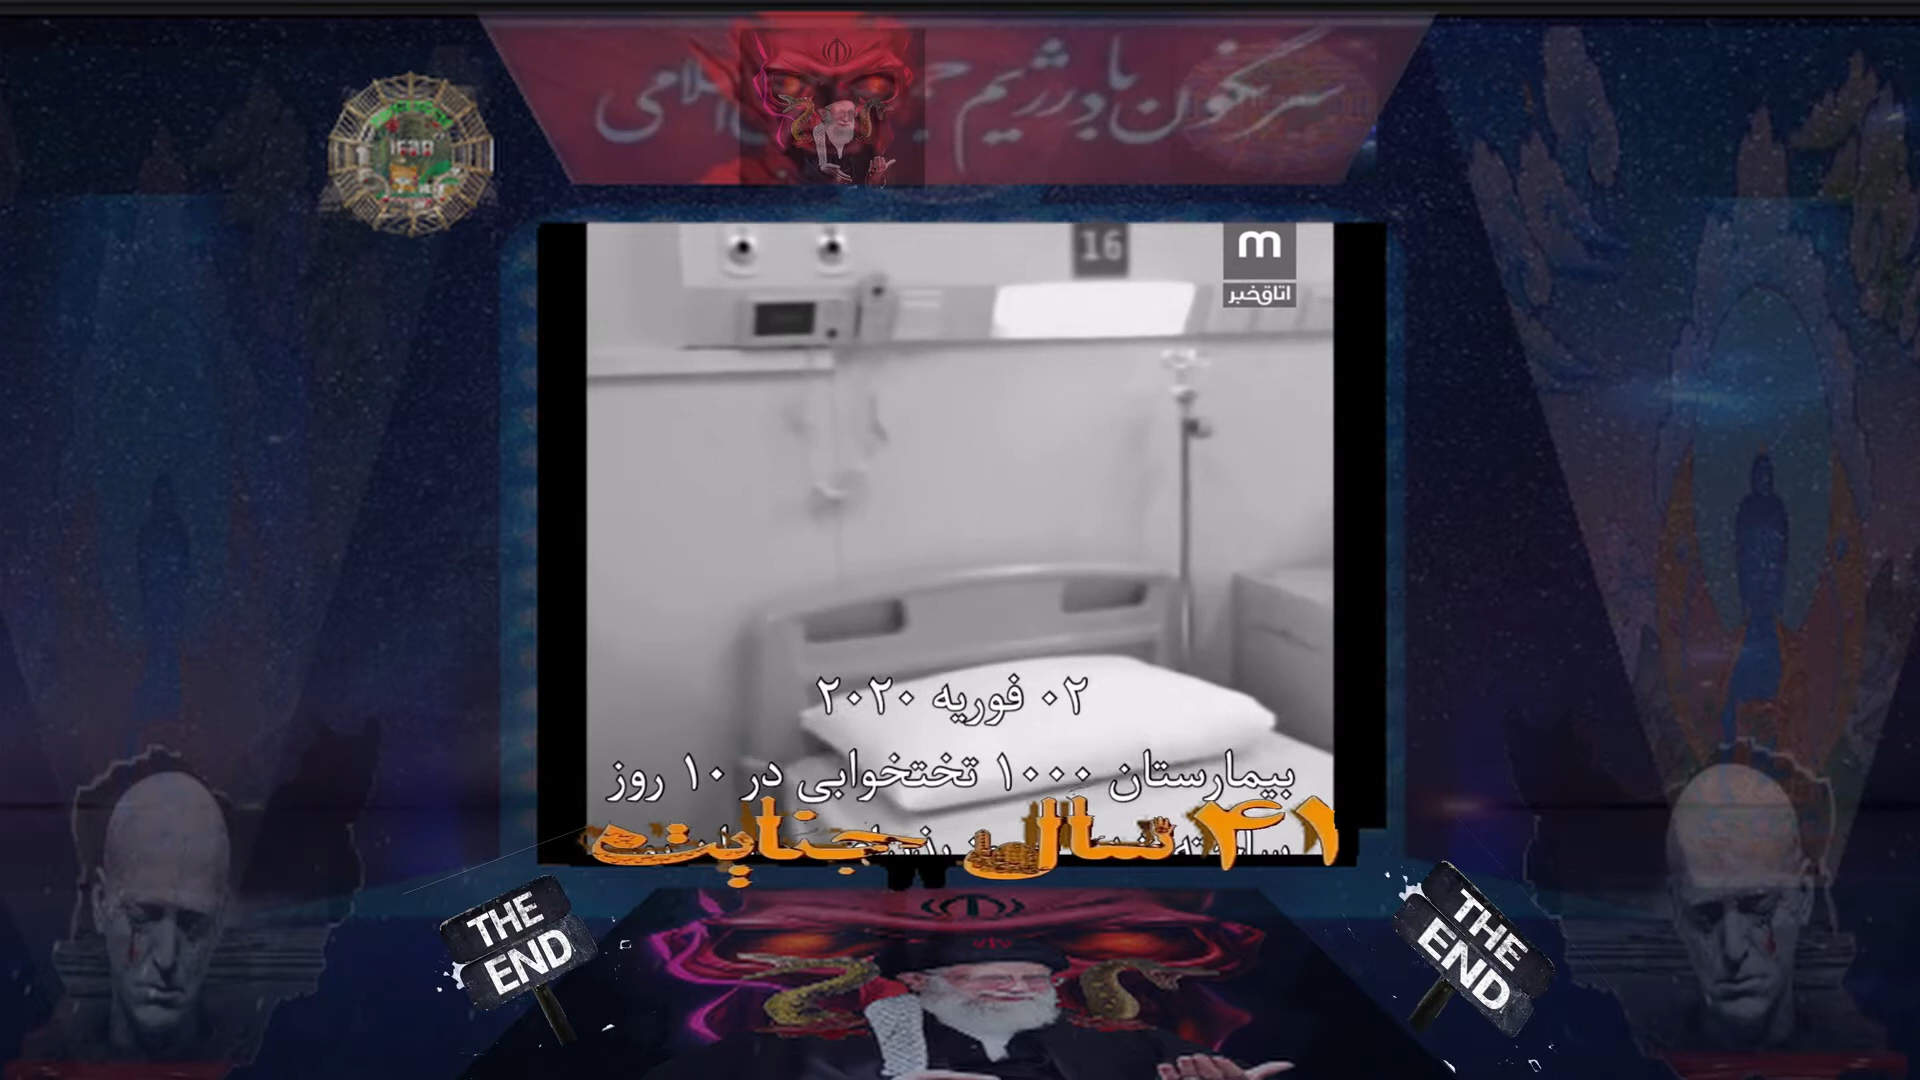 سرنگون باد رژیم
اسلامی
iran
16
m
اتاق‌خبر
۰۲ فوریه ۲۰۲۰
بیمارستان ۱۰۰۰ تختخوابی در ۱۰ روز
۴۱ سال جنایت
THE
END
THE
END